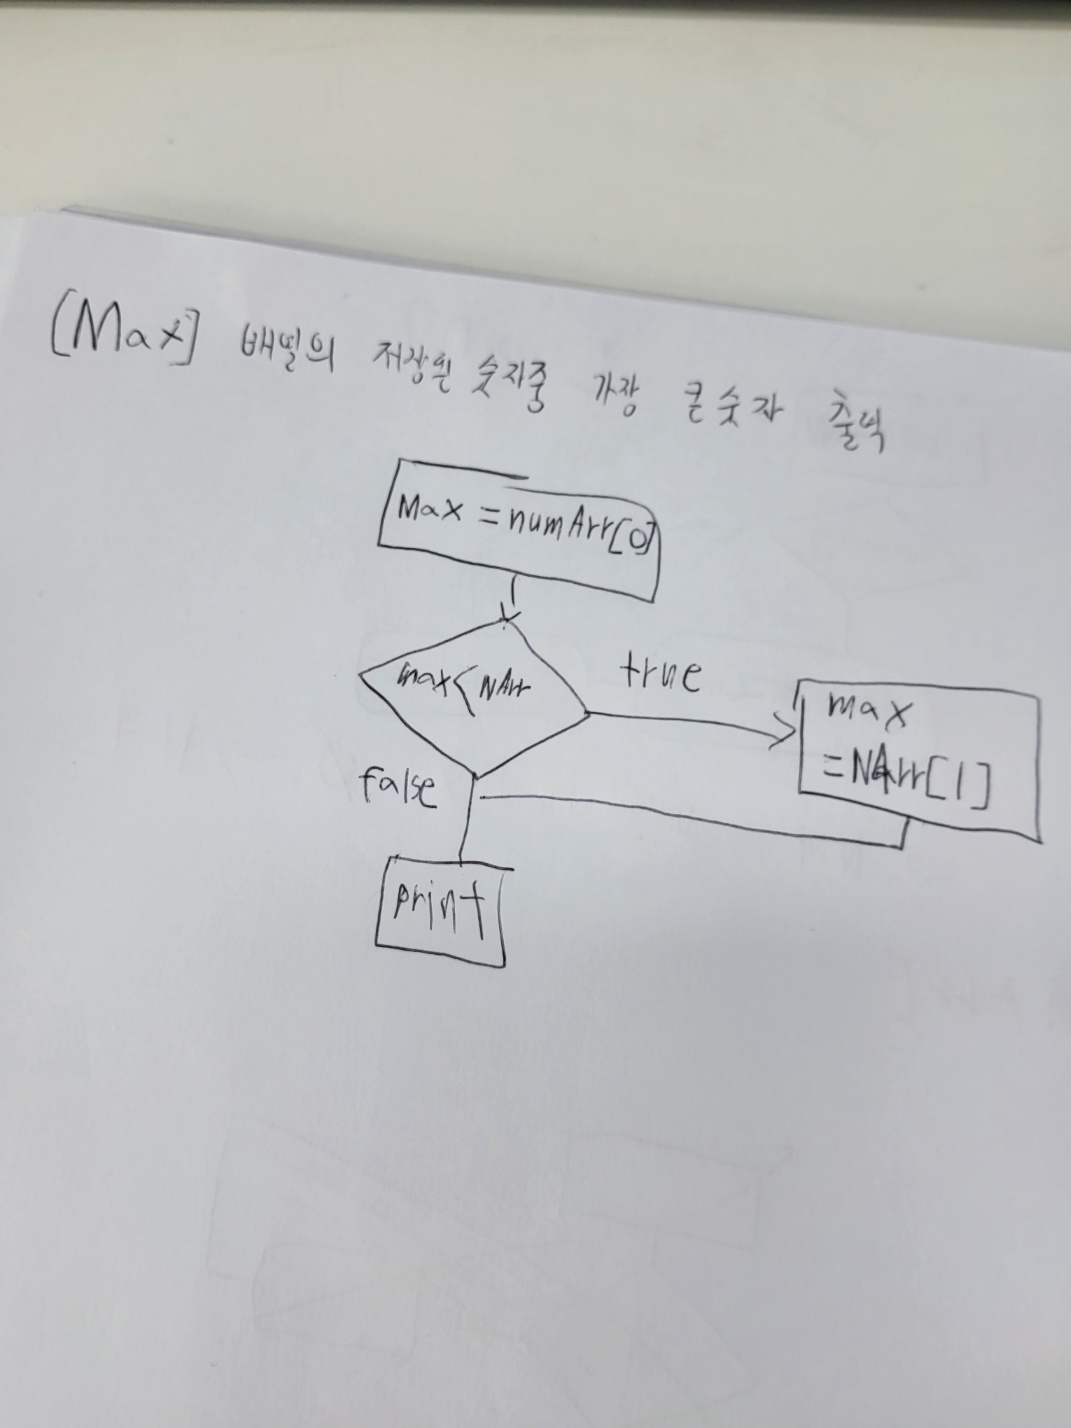 [Max] 배열의 저장된 숫자중 가장 큰숫자 출력
Max = numArr[0]
max< NArr
true
max
=NArr[1]
false
print